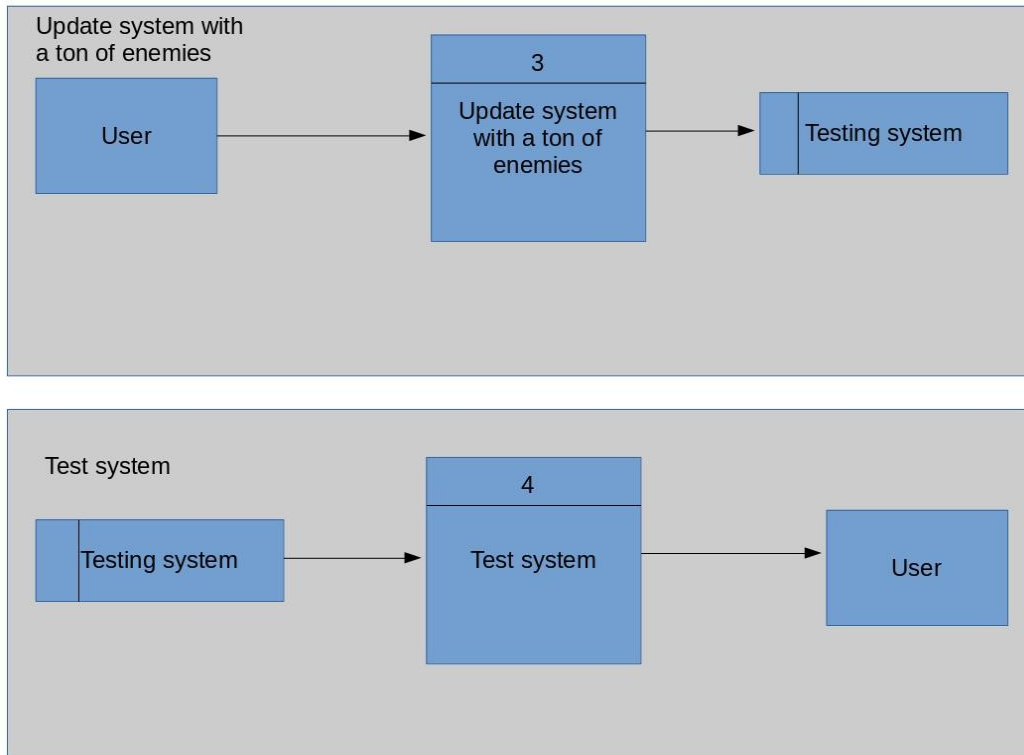 Update system with
a ton of enemies
User
3
Update system
with a ton of
enemies
Testing system
Test system
Testing system
4
Test system
User